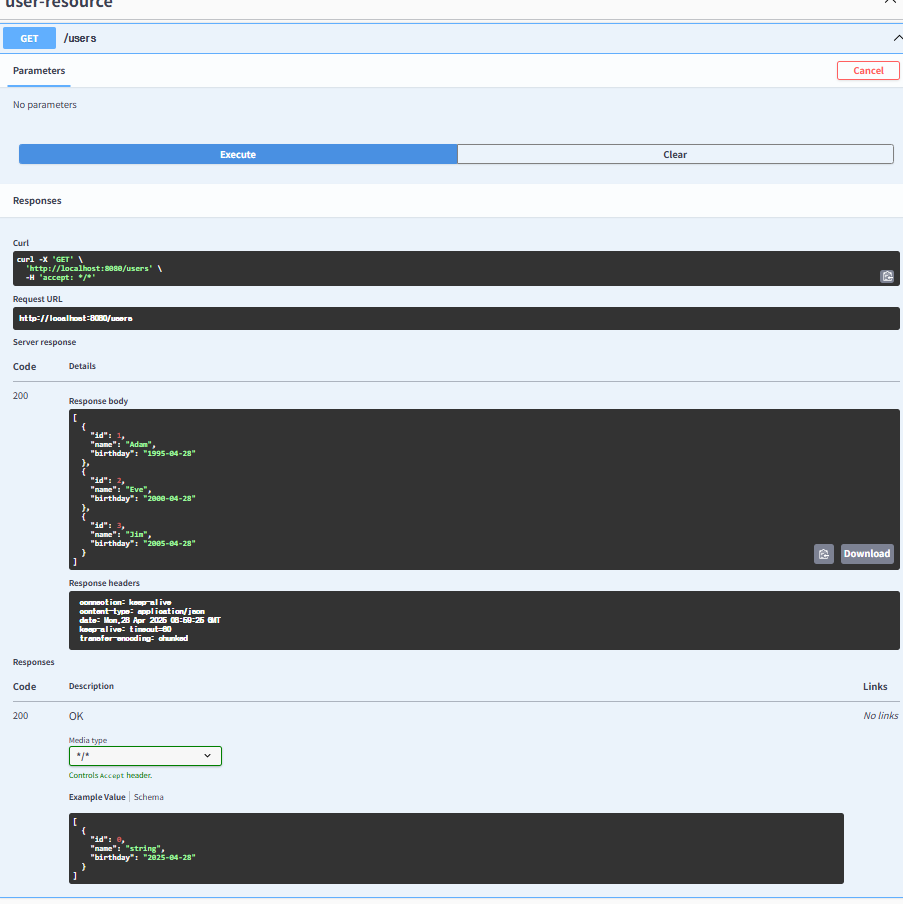 user-resource
GET /users
Parameters
Cancel
No parameters
Execute
Clear
Responses
Curl
curl -X 'GET' \
'http://localhost:8080/users' \
-H 'accept: */*'
Request URL
http://localhost:8080/users
Server response
Code Details
200
Response body
[
{
"id": 1,
"name": "Adam",
"birthday": "1995-04-28"
},
{
"id": 2,
"name": "Eve",
"birthday": "2000-04-28"
},
{
"id": 3,
"name": "Jim",
"birthday": "2005-04-28"
}
]
Download
Response headers
connection: keep-alive
content-type: application/json
date: Mon,28 Apr 2025 GMT
keep-alive: timeout=60
transfer-encoding: chunked
Responses
Code Description Links
200 OK No links
Media type
*/*
Controls Accept header.
Example Value Schema
[
{
"id": 0,
"name": "string",
"birthday": "2025-04-28"
}
]